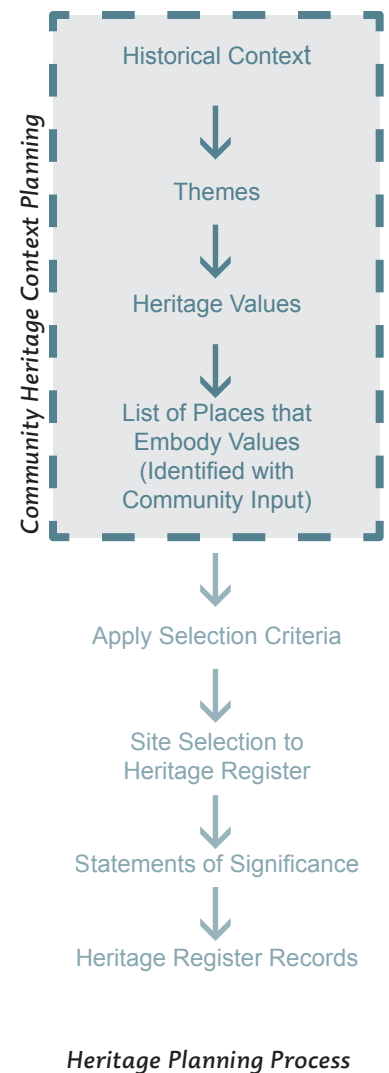 Community Heritage Context Planning
Historical Context
Themes
Heritage Values
List of Places that
Embody Values
(Identified with
Community Input)
Apply Selection Criteria
Site Selection to
Heritage Register
Statements of Significance
Heritage Register Records
Heritage Planning Process